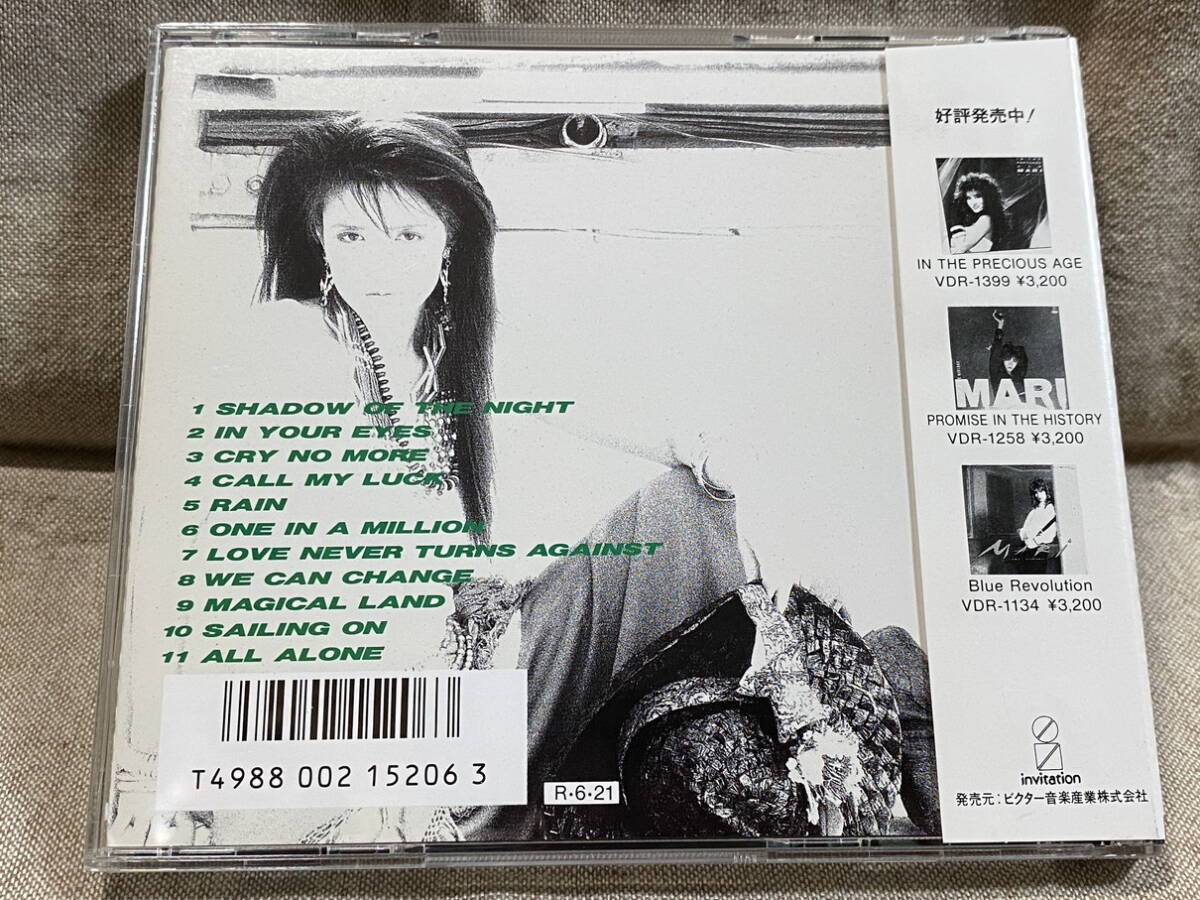 1 SHADOW OF THE NIGHT
2 IN YOUR EYES
3 CRY NO MORE
4 CALL MY LUCK
5 RAIN
6 ONE IN A MILLION
7 LOVE NEVER TURNS AGAINST
8 WE CAN CHANGE
9 MAGICAL LAND
10 SAILING ON
11 ALL ALONE
T4988 002 15206 3
R・6・21
好評発売中!
MARI
IN THE PRECIOUS AGE
VDR-1399 ¥3,200
MARI
PROMISE IN THE HISTORY
VDR-1258 ¥3,200
MARI
Blue Revolution
VDR-1134 ¥3,200
invitation
発売元:ビクター音楽産業株式会社